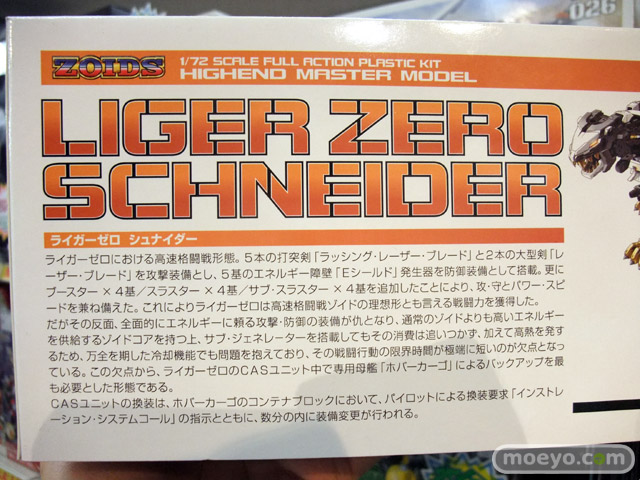 026
ZOIDS
1/72 SCALE FULL ACTION PLASTIC KIT
HIGHEND MASTER MODEL
LIGER ZERO
SCHNEIDER
ライガーゼロ シュナイダー
ライガーゼロにおける高速格闘戦形態。5本の打突剣「ラッシング・レーザー・ブレード」と2本の大型剣「レ
ーザー・ブレード」を攻撃装備とし、5基のエネルギー障壁「Eシールド」発生器を防御装備として搭載。更に
ブースター×4基／スラスター×4基／サブ・スラスター×4基を追加したことにより、攻・守とパワー・スピ
ードを兼ね備えた。これによりライガーゼロは高速格闘戦ゾイドの理想形とも言える戦闘力を獲得した。
だがその反面、全面的にエネルギーに頼る攻撃・防御の装備が仇となり、通常のゾイドよりも高いエネルギー
を供給するゾイドコアを持つ上、サブ・ジェネレーターを搭載してもその消費は追いつかず、加えて高熱を発す
るため、万全を期した冷却機能でも問題を抱えており、その戦闘行動の限界時間が極端に短いのが欠点となっ
ている。この欠点から、ライガーゼロのCASユニット中で専用母艦「ホバーカーゴ」によるバックアップを最
も必要とした形態である。
CASユニットの換装は、ホバーカーゴのコンテナブロックにおいて、パイロットによる換装要求「インストレ
ーション・システムコール」の指示とともに、数分の内に装備変更が行われる。
moeyo.com